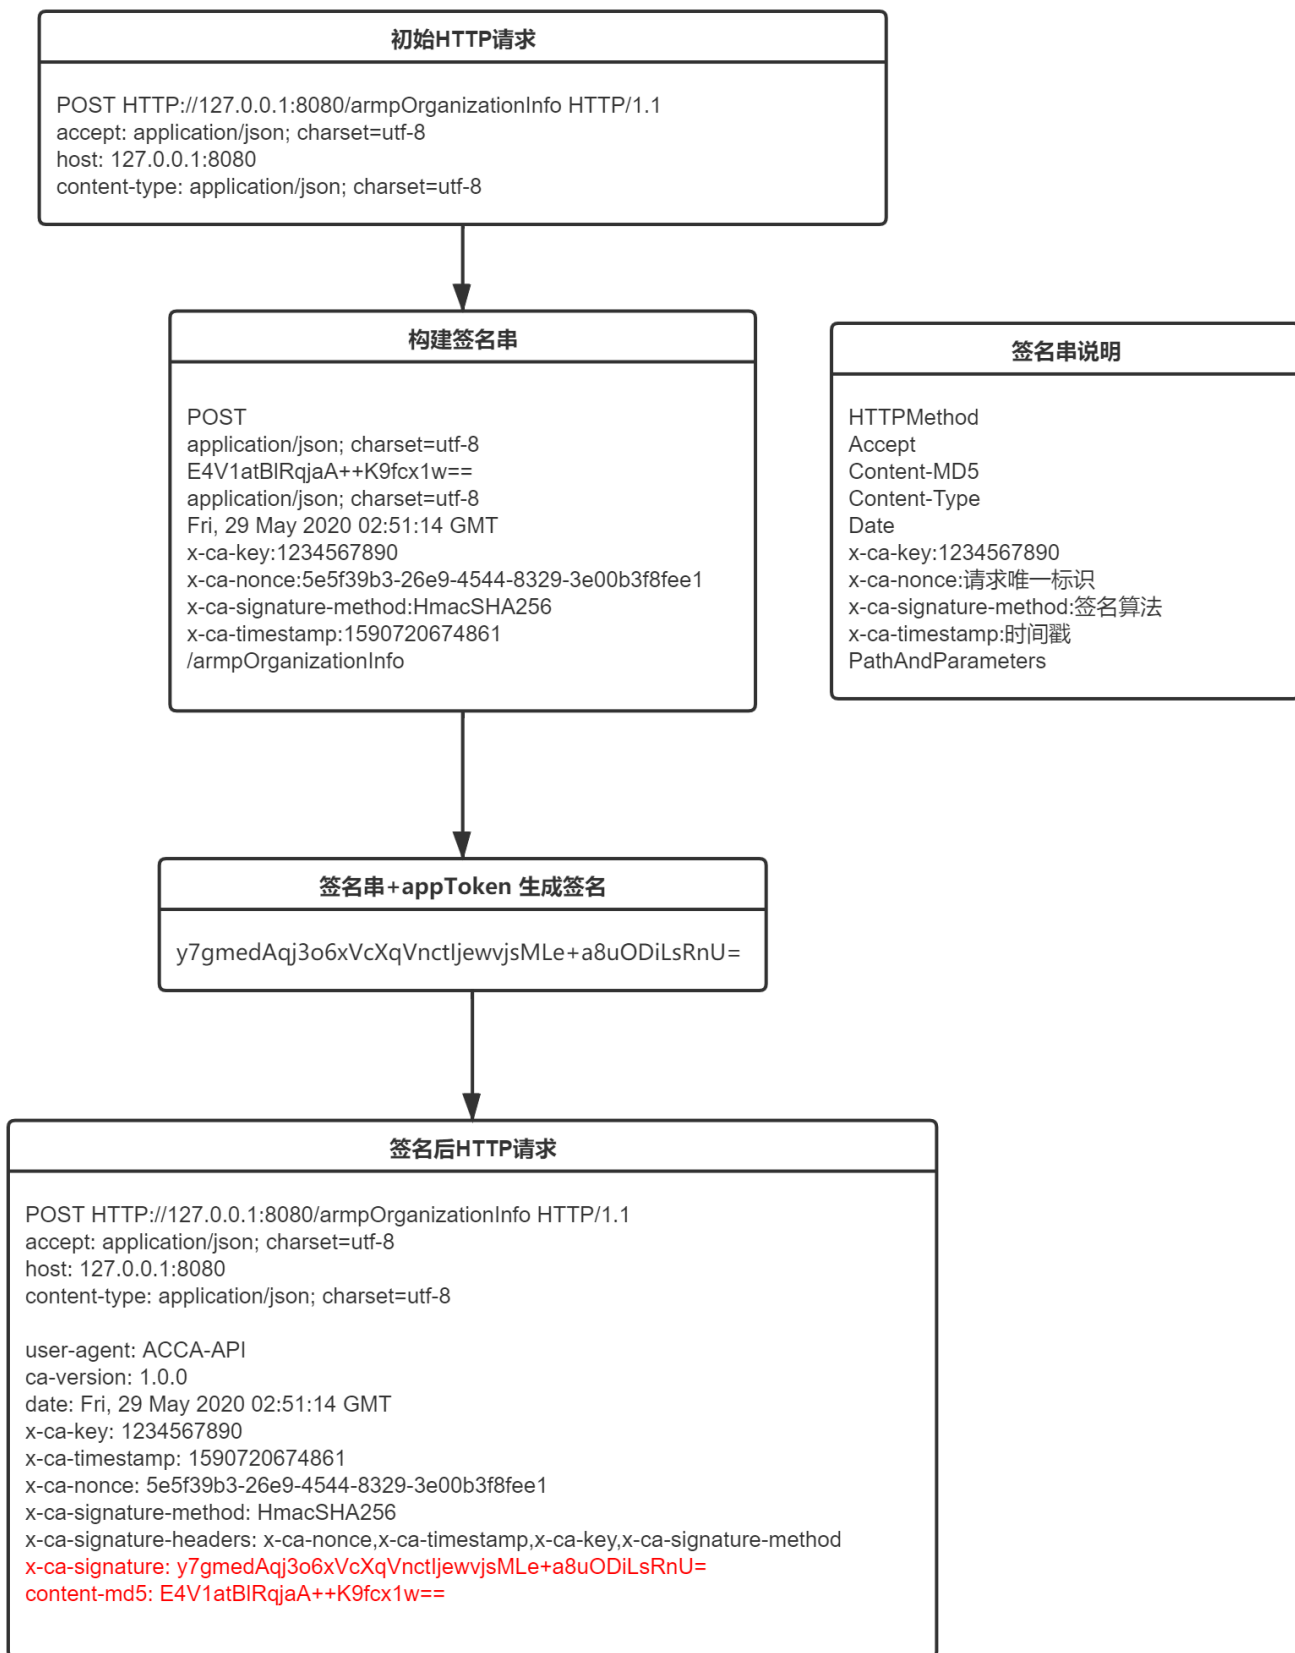 初始HTTP请求
POST HTTP://127.0.0.1:8080/armpOrganizationInfo HTTP/1.1
accept: application/json; charset=utf-8
host: 127.0.0.1:8080
content-type: application/json; charset=utf-8
构建签名串
POST
application/json; charset=utf-8
E4V1atBlRqjaA++K9fcx1w==
application/json; charset=utf-8
Fri, 29 May 2020 02:51:14 GMT
x-ca-key:1234567890
x-ca-nonce:5e5f39b3-26e9-4544-8329-3e00b3f8fee1
x-ca-signature-method:HmacSHA256
x-ca-timestamp:1590720674861
/armpOrganizationInfo
签名串说明
HTTPMethod
Accept
Content-MD5
Content-Type
Date
x-ca-key:1234567890
x-ca-nonce:请求唯一标识
x-ca-signature-method:签名算法
x-ca-timestamp:时间戳
PathAndParameters
签名串+appToken 生成签名
y7gmedAqj3o6xVcXqVnctIjewvjsMLe+a8uODiLsRnU=
签名后HTTP请求
POST HTTP://127.0.0.1:8080/armpOrganizationInfo HTTP/1.1
accept: application/json; charset=utf-8
host: 127.0.0.1:8080
content-type: application/json; charset=utf-8
user-agent: ACCA-API
ca-version: 1.0.0
date: Fri, 29 May 2020 02:51:14 GMT
x-ca-key: 1234567890
x-ca-timestamp: 1590720674861
x-ca-nonce: 5e5f39b3-26e9-4544-8329-3e00b3f8fee1
x-ca-signature-method: HmacSHA256
x-ca-signature-headers: x-ca-nonce,x-ca-timestamp,x-ca-key,x-ca-signature-method
x-ca-signature: y7gmedAqj3o6xVcXqVnctIjewvjsMLe+a8uODiLsRnU=
content-md5: E4V1atBlRqjaA++K9fcx1w==